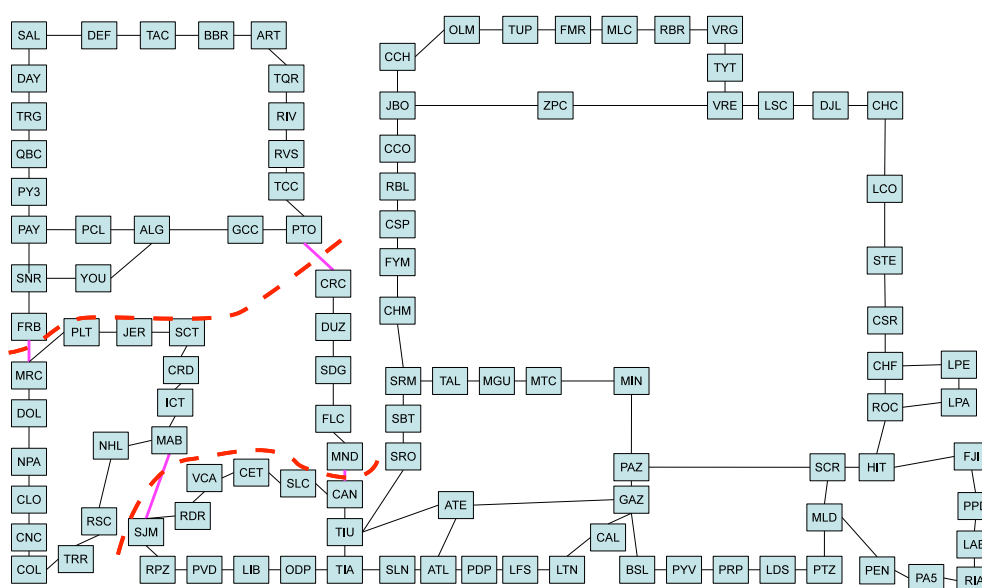 SAL DEF TAC BBR ART OLM TUP FMR MLC RBR VRG
CCH
DAY TQR TYT
TRG RIV JBO ZPC VRE LSC DJL CHC
QBC RVS CCO
PY3 TCC RBL LCO
PAY PCL ALG GCC PTO CSP
SNR YOU CRC FYM STE
FRB PLT JER SCT DUZ CHM CSR
MRC CRD SDG SRM TAL MGU MTC MIN CHF LPE
DOL ICT FLC SBT ROC LPA
NHL MAB MND SRO FJI
NPA VCA CET SLC PAZ SCR HIT
CLO CAN ATE GAZ PPD
RSC SJM RDR TIU MLD
CNC CAL LAE
COL TRR RPZ PVD LIB ODP TIA SLN ATL PDP LFS LTN BSL PYV PRP LDS PTZ PEN PA5 RIA